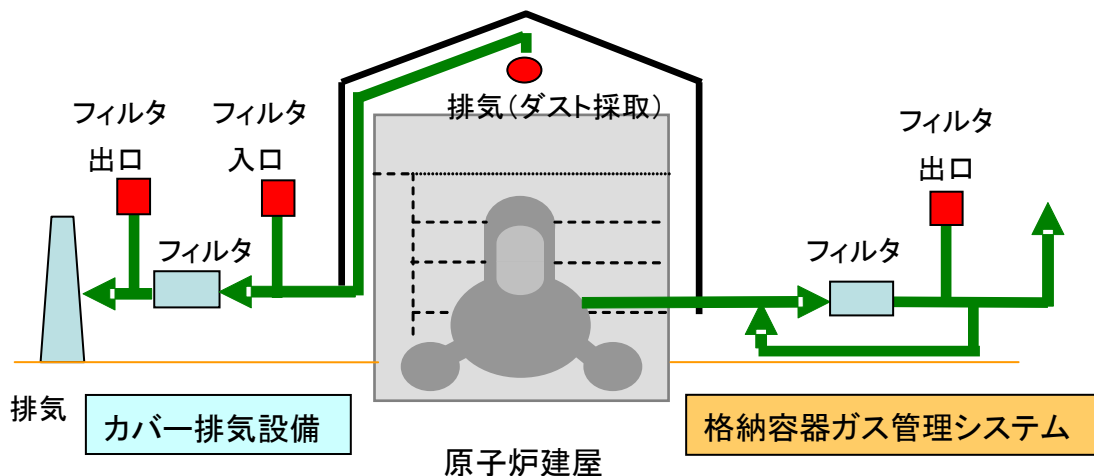 排気(ダスト採取)
フィルタ
出口
フィルタ
入口
フィルタ
フィルタ
出口
フィルタ
排気
カバー排気設備
原子炉建屋
格納容器ガス管理システム